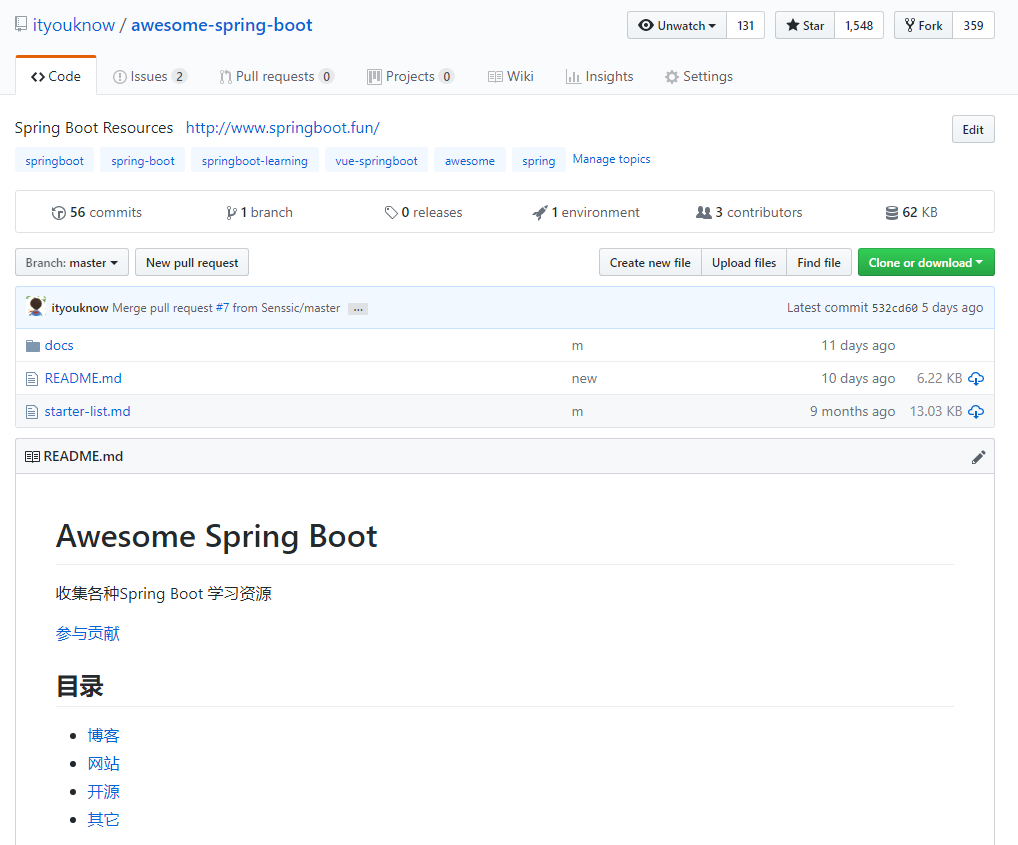 ityouknow / awesome-spring-boot Unwatch 131 Star 1,548 Fork 359
Code Issues 2 Pull requests 0 Projects 0 Wiki Insights Settings
Spring Boot Resources http://www.springboot.fun/ Edit
springboot spring-boot springboot-learning vue-springboot awesome spring Manage topics
56 commits 1 branch 0 releases 1 environment 3 contributors 62 KB
Branch: master New pull request Create new file Upload files Find file Clone or download
ityouknow Merge pull request #7 from Senssic/master ... Latest commit 532cd60 5 days ago
docs m 11 days ago
README.md new 10 days ago 6.22 KB
starter-list.md m 9 months ago 13.03 KB
README.md
Awesome Spring Boot
收集各种Spring Boot 学习资源
参与贡献
目录
博客
网站
开源
其它